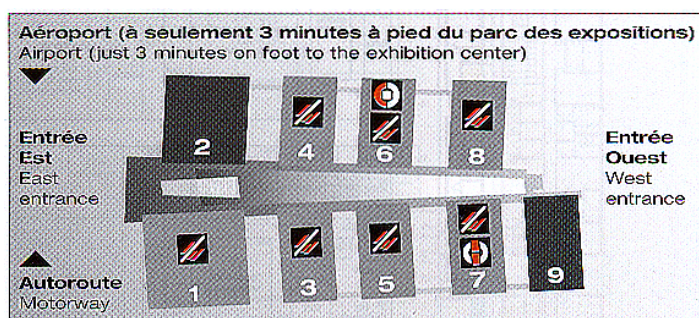 Aéroport (à seulement 3 minutes à pied du parc des expositions)
Airport (just 3 minutes on foot to the exhibition center)
Entrée
Est
East
entrance
2
4
6
8
Entrée
Ouest
West
entrance
Autoroute
Motorway
1
3
5
7
9